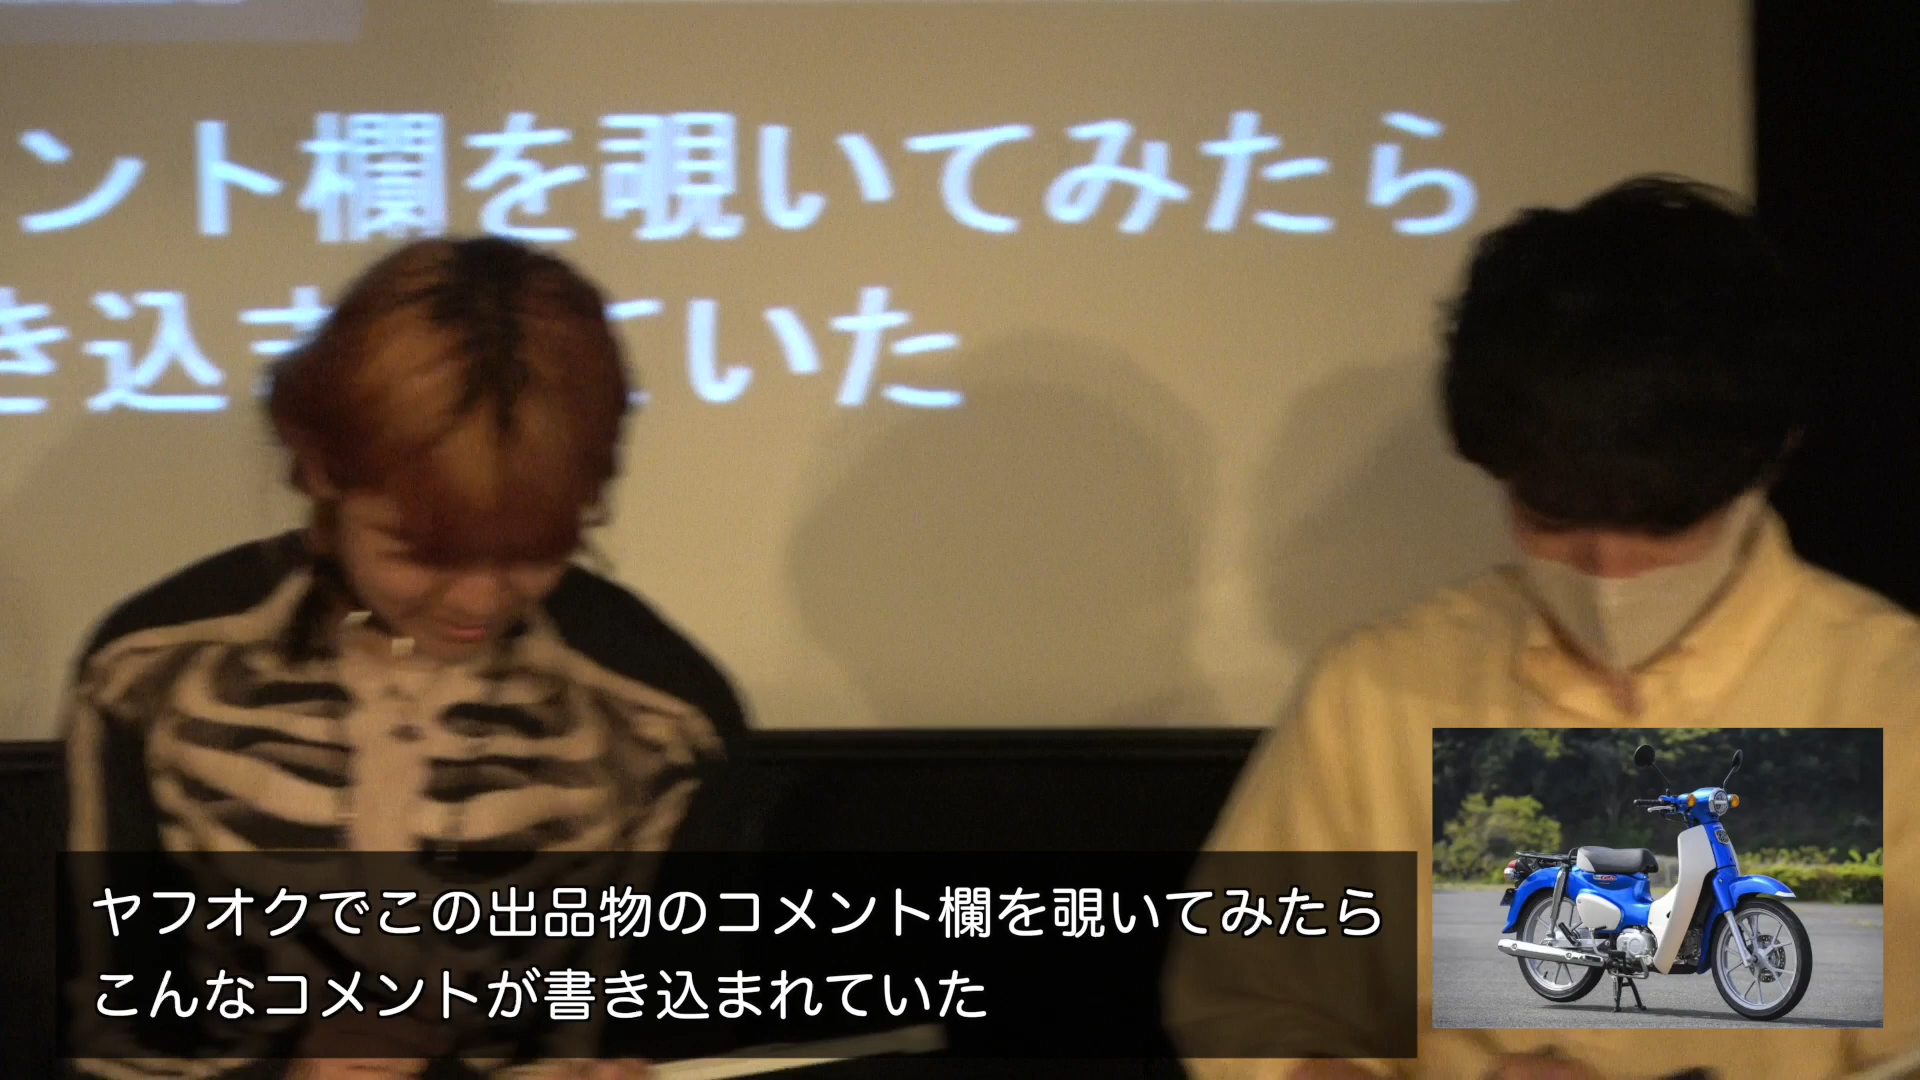 ント欄を覗いてみたら
き込ま ていた
ヤフオクでこの出品物のコメント欄を覗いてみたら
こんなコメントが書き込まれていた